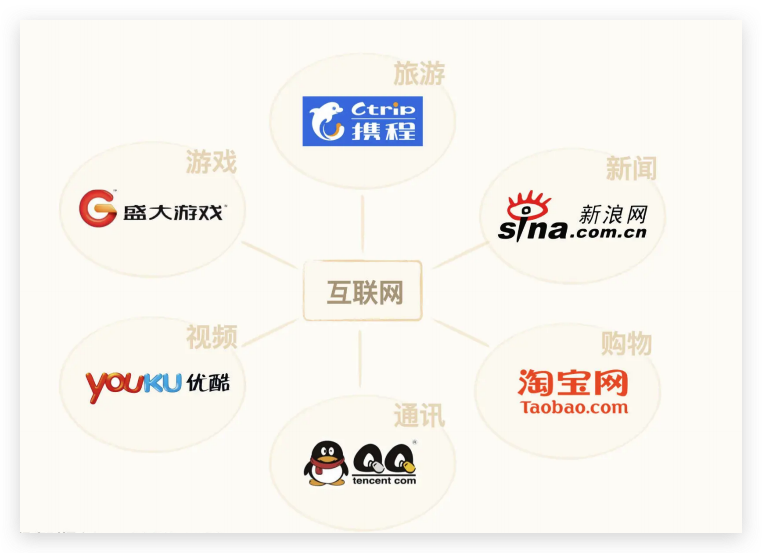 旅游
Ctrip
携程
游戏
盛大游戏
新闻
新浪网
sina.com.cn
互联网
视频
YOUKU 优酷
购物
淘宝网
Taobao.com
通讯
QQ
tencent com